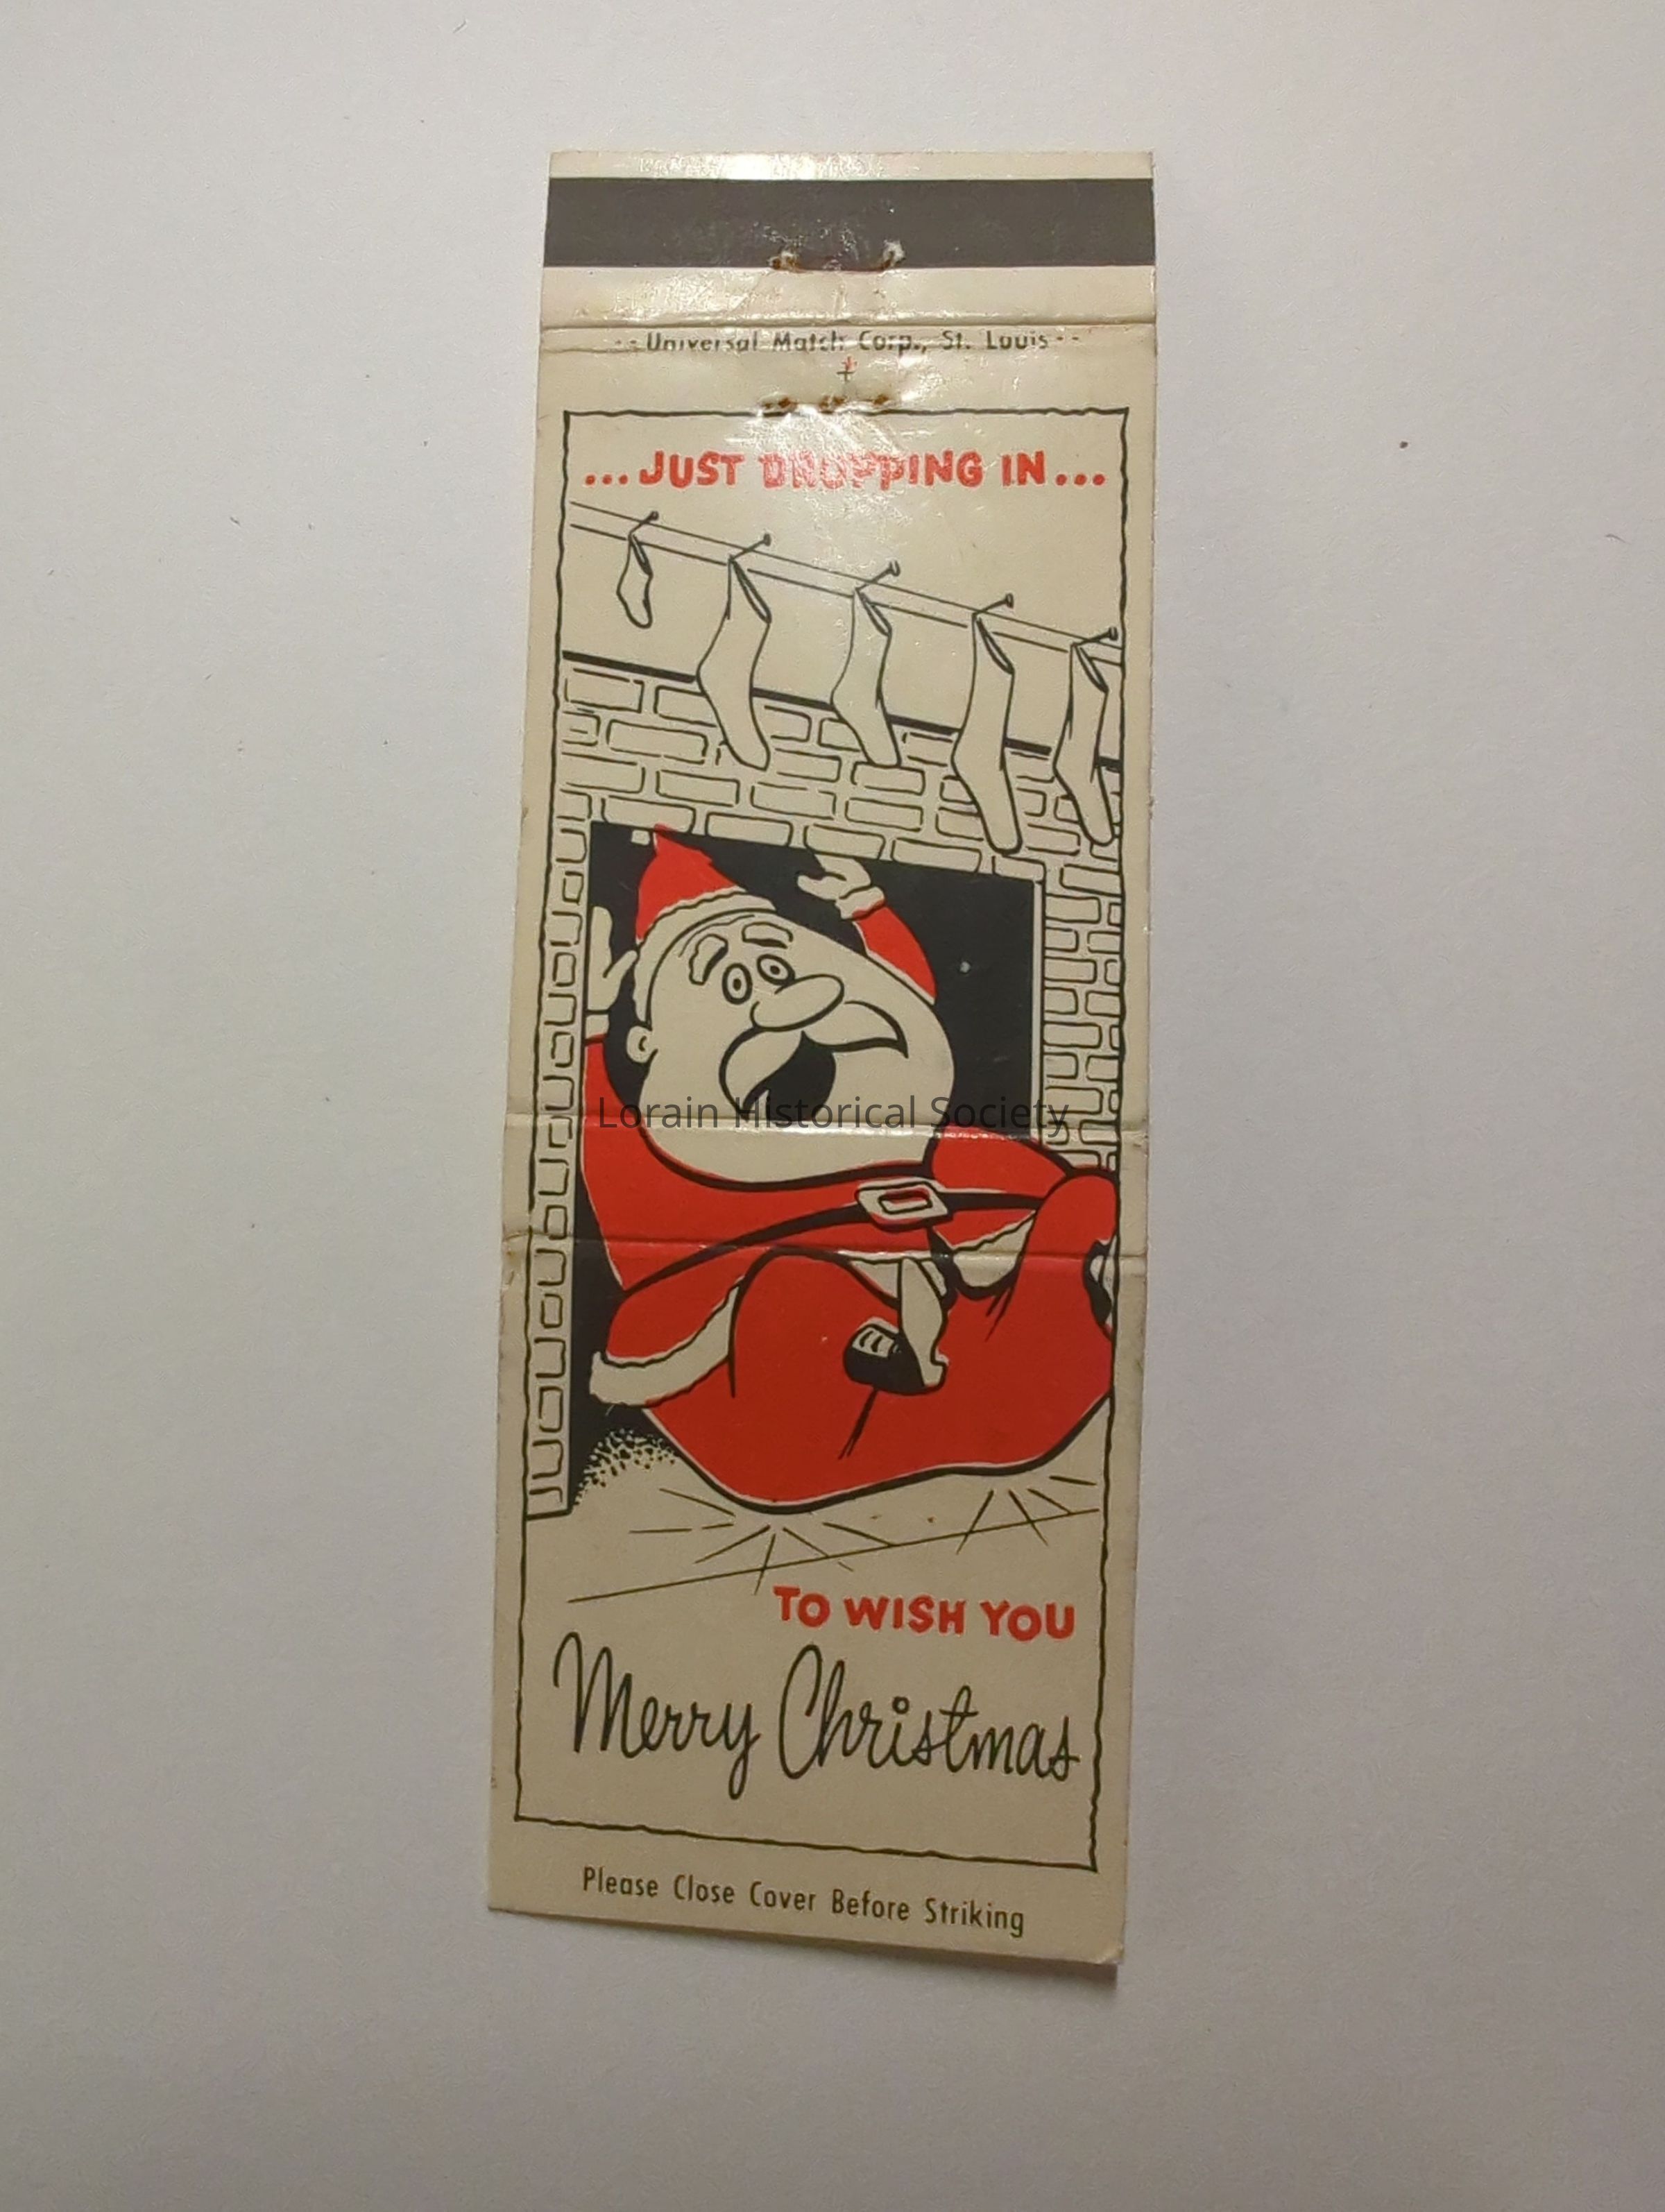 -- Universal Match Corp., St. Louis --
...JUST DROPPING IN...
Lorain Historical Society
TO WISH YOU
Merry Christmas
Please Close Cover Before Striking